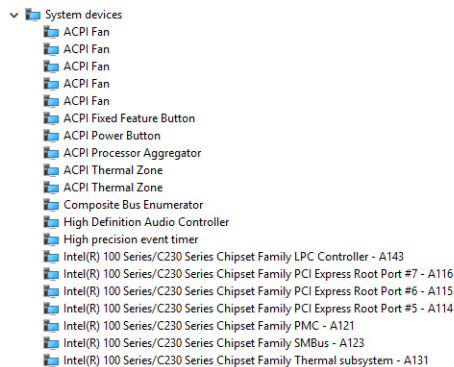 System devices
ACPI Fan
ACPI Fan
ACPI Fan
ACPI Fan
ACPI Fan
ACPI Fixed Feature Button
ACPI Power Button
ACPI Processor Aggregator
ACPI Thermal Zone
ACPI Thermal Zone
Composite Bus Enumerator
High Definition Audio Controller
High precision event timer
Intel(R) 100 Series/C230 Series Chipset Family LPC Controller - A143
Intel(R) 100 Series/C230 Series Chipset Family PCI Express Root Port #7 - A116
Intel(R) 100 Series/C230 Series Chipset Family PCI Express Root Port #6 - A115
Intel(R) 100 Series/C230 Series Chipset Family PCI Express Root Port #5 - A114
Intel(R) 100 Series/C230 Series Chipset Family PMC - A121
Intel(R) 100 Series/C230 Series Chipset Family SMBus - A123
Intel(R) 100 Series/C230 Series Chipset Family Thermal subsystem - A131